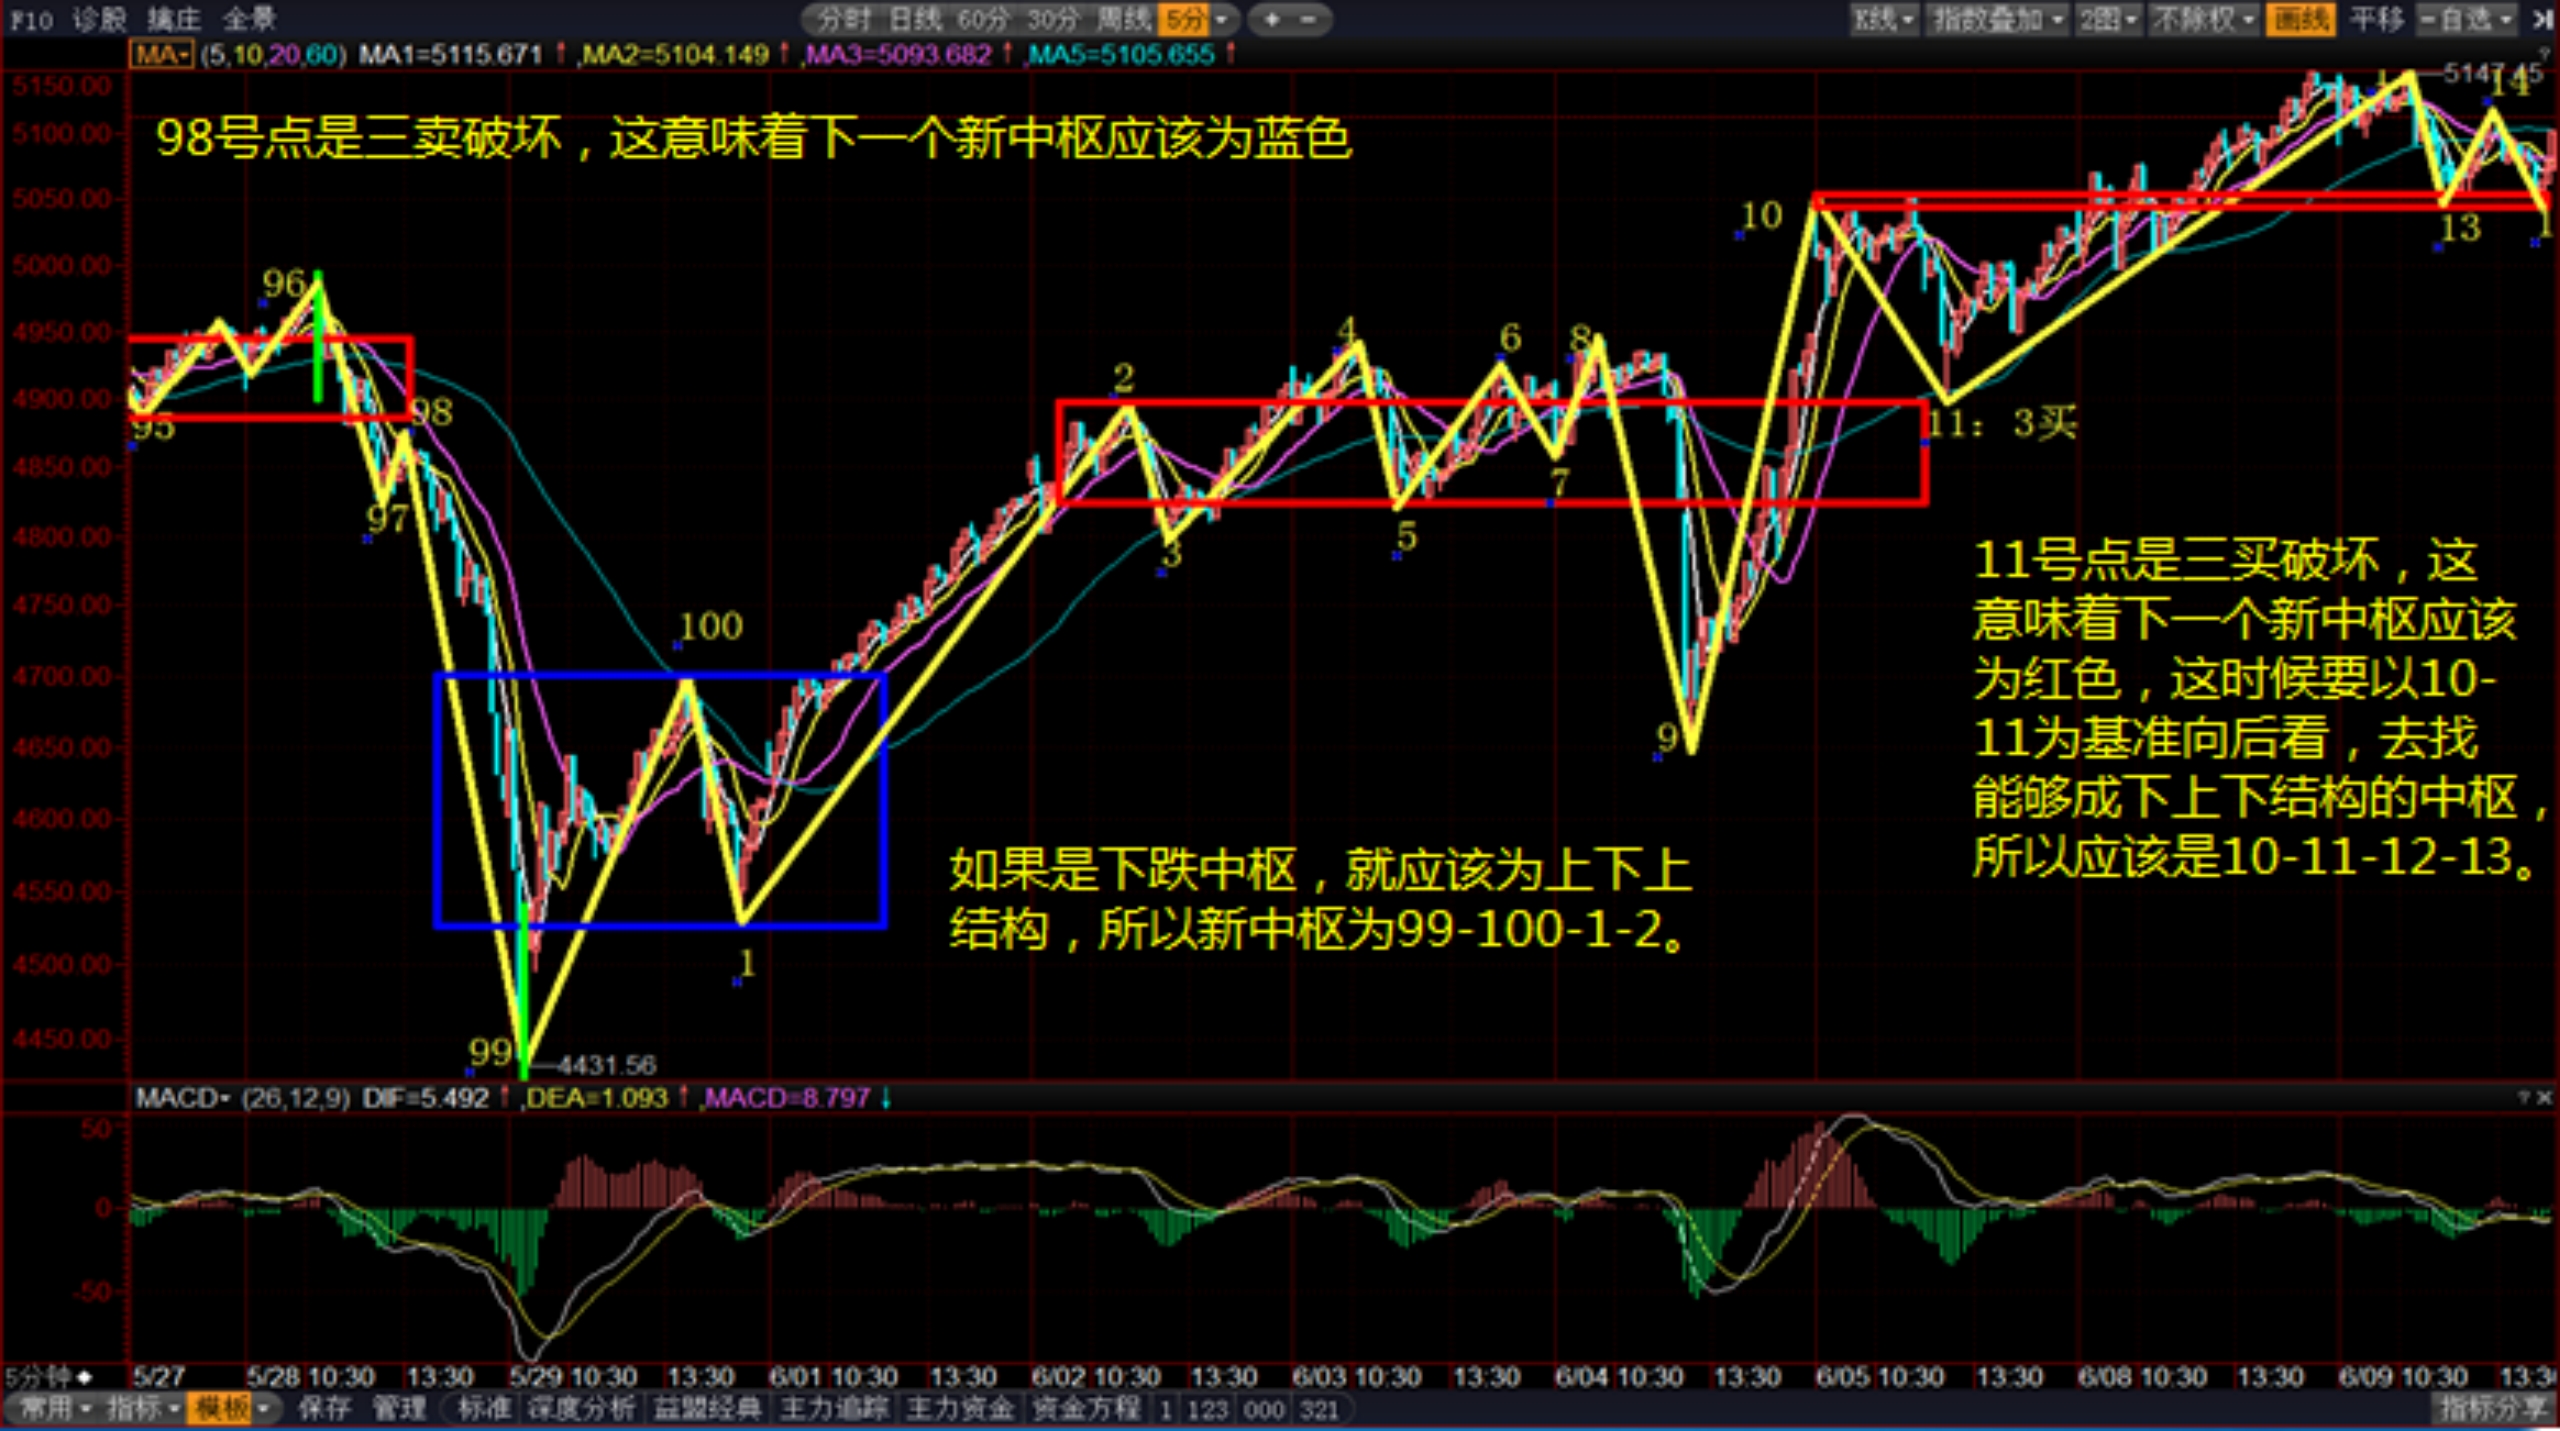 F10 诊股 擒庄 全景 分时 日线 60分 30分 周线 5分 + - K线 指数叠加 2图 不除权 画线 平移 -自选
MA (5,10,20,60) MA1=5115.671 ↑ ,MA2=5104.149 ↑ ,MA3=5093.682 ↑ ,MA5=5105.655 ↑
5150.00
5147.45
14
5100.00
98号点是三卖破坏，这意味着下一个新中枢应该为蓝色
5050.00
10
13
5000.00
96
4950.00
4
6
8
2
4900.00
98
95
11：3买
4850.00
97
7
5
3
4800.00
11号点是三买破坏，这
意味着下一个新中枢应该
为红色，这时候要以10-
11为基准向后看，去找
能够成下上下结构的中枢，
所以应该是10-11-12-13。
4750.00
100
4700.00
9
4650.00
4600.00
如果是下跌中枢，就应该为上下上
结构，所以新中枢为99-100-1-2。
4550.00
1
4500.00
4450.00
99
4431.56
MACD (26,12,9) DIF=5.492 ↑ ,DEA=1.093 ↑ ,MACD=8.797 ↓
50
0
-50
5分钟 5/27 5/28 10:30 13:30 5/29 10:30 13:30 6/01 10:30 13:30 6/02 10:30 13:30 6/03 10:30 13:30 6/04 10:30 13:30 6/05 10:30 13:30 6/08 10:30 13:30 6/09 10:30
常用 指标 模板 保存 管理 标准 深度分析 益盟经典 主力追踪 主力资金 资金方程 1 123 000 321 指标分享